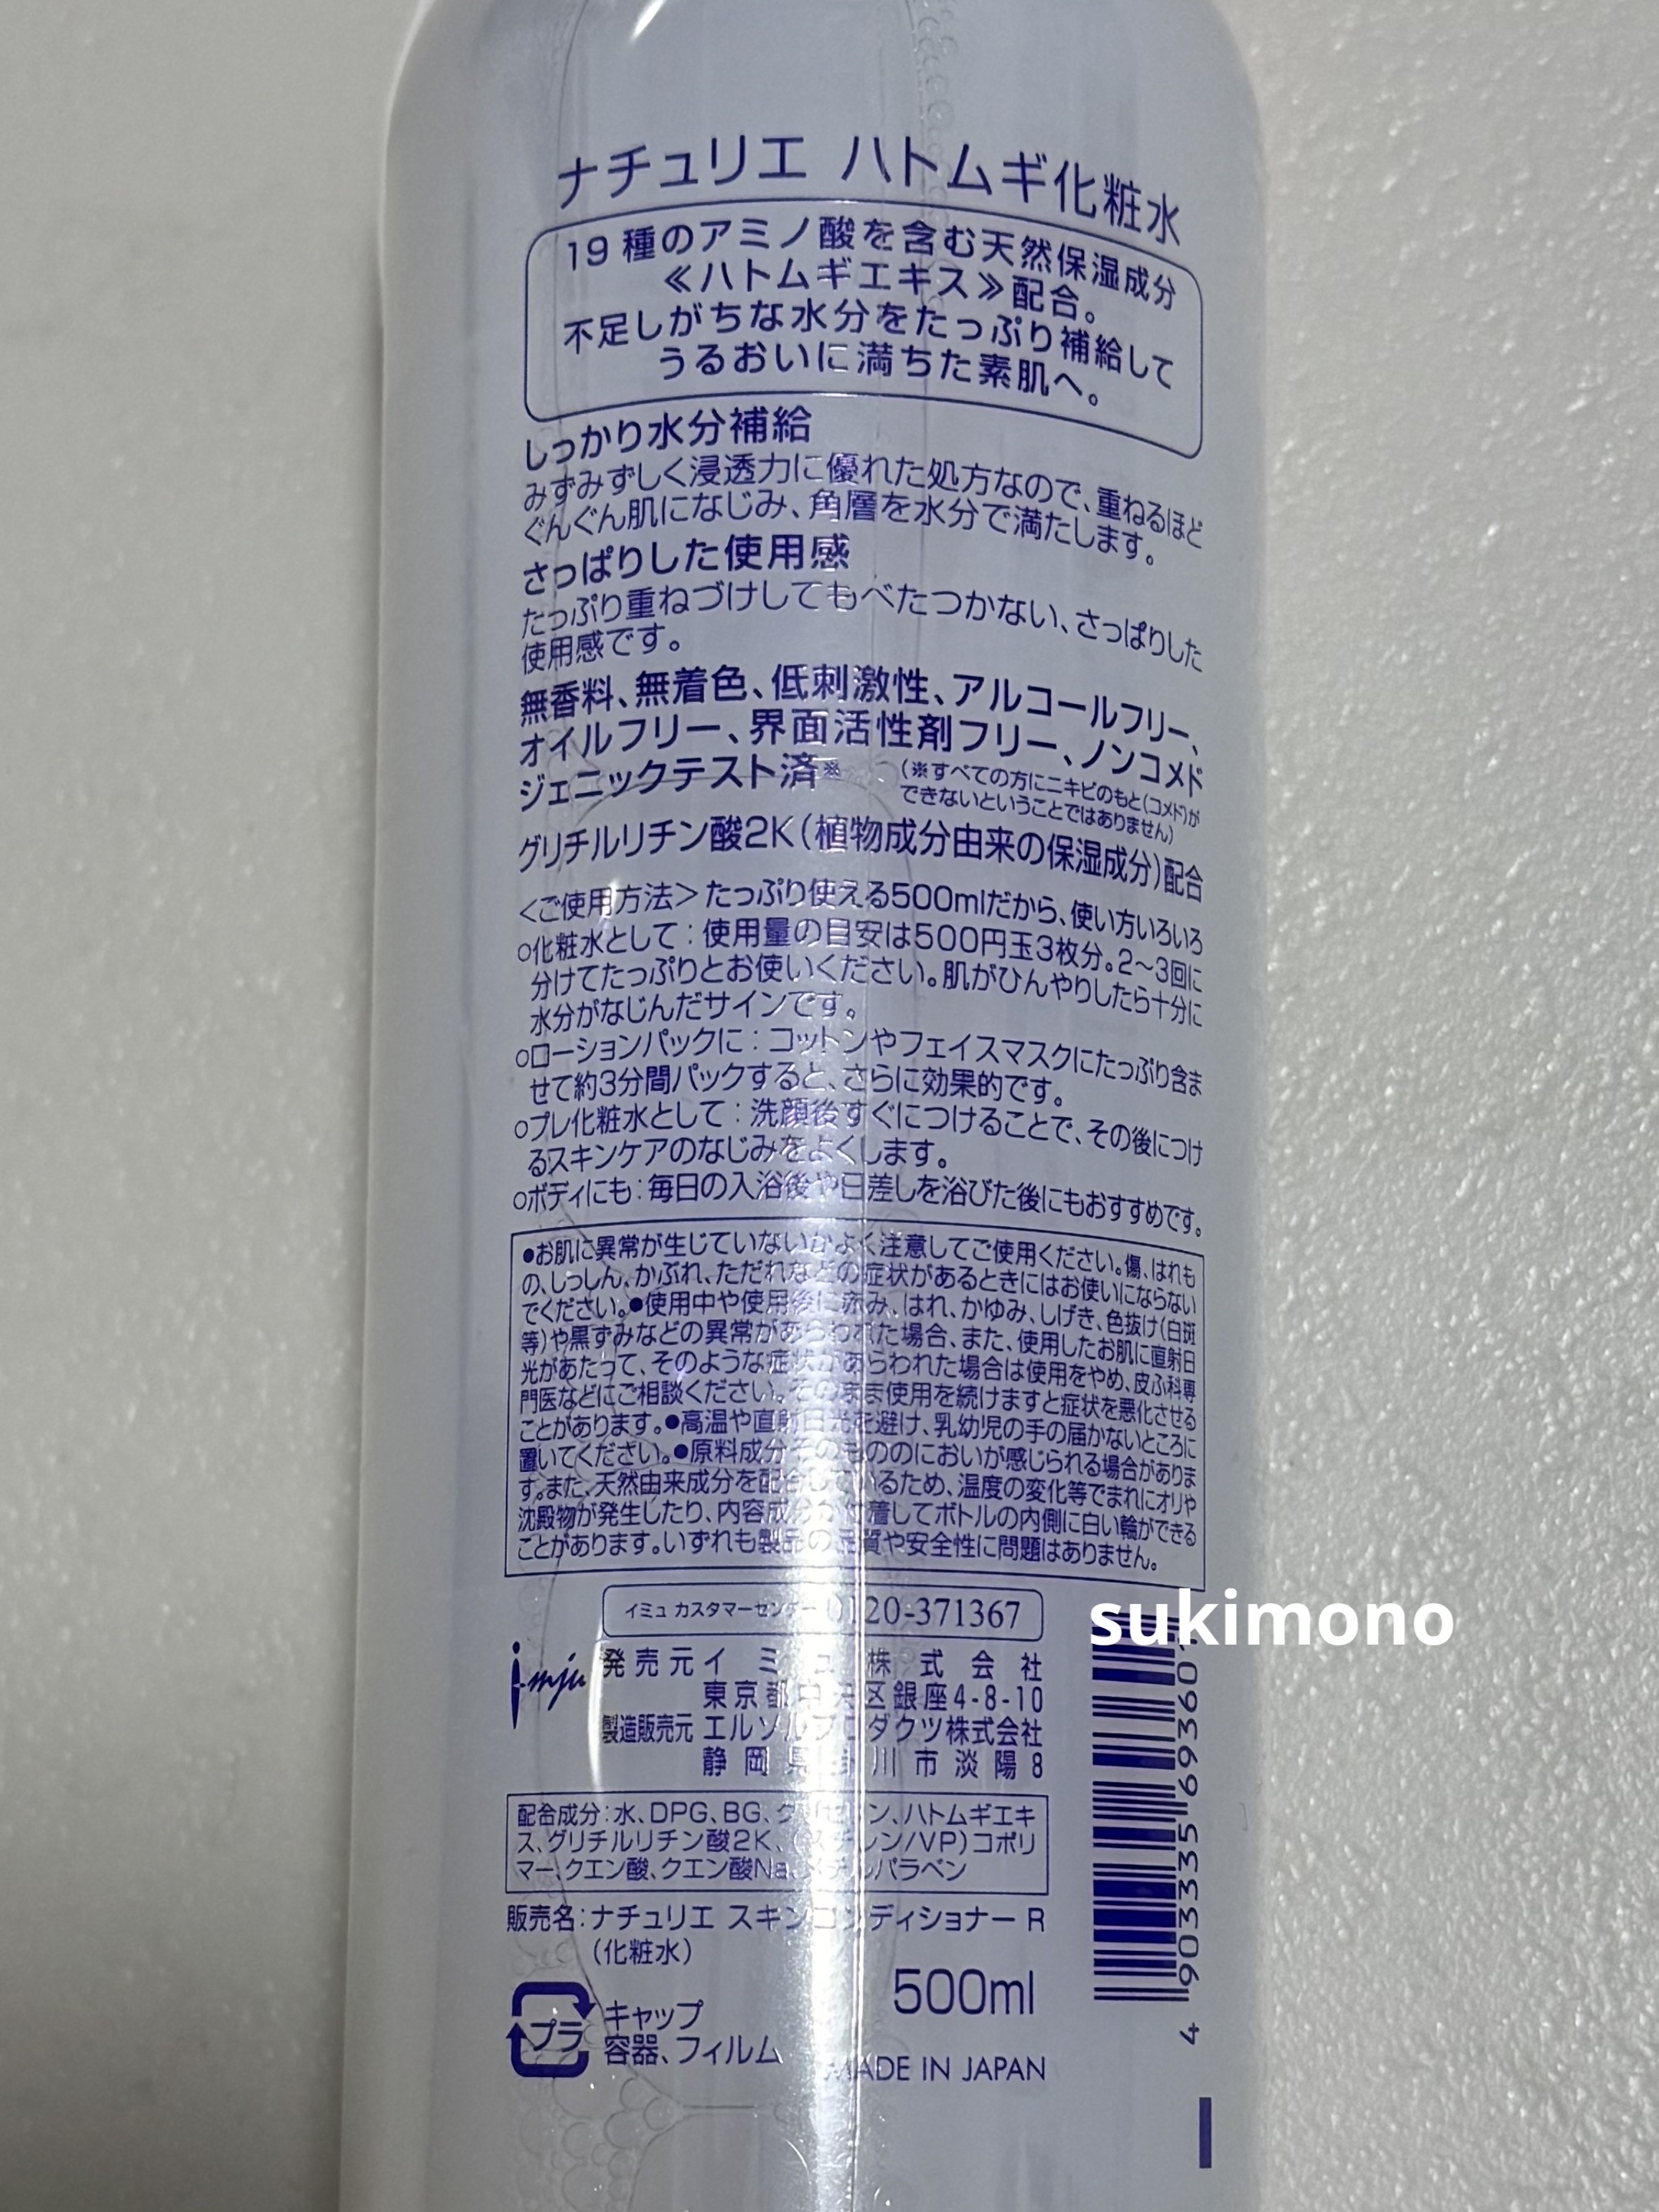 ナチュリエ ハトムギ化粧水
19種のアミノ酸を含む天然保湿成分
≪ハトムギエキス≫配合。
不足しがちな水分をたっぷり補給して
うるおいに満ちた素肌へ。
しっかり水分補給
みずみずしく浸透力に優れた処方なので、重ねるほど
ぐんぐん肌になじみ、角層を水分で満たします。
さっぱりした使用感
たっぷり重ねづけしてもべたつかない、さっぱりした
使用感です。
無香料、無着色、低刺激性、アルコールフリー、
オイルフリー、界面活性剤フリー、ノンコメド
ジェニックテスト済※
(※すべての方にニキビのもと(コメド)が
できないということではありません)
グリチルリチン酸2K(植物成分由来の保湿成分)配合
<ご使用方法>たっぷり使える500mlだから、使い方いろいろ
○化粧水として：使用量の目安は500円玉3枚分。2〜3回に
分けてたっぷりとお使いください。肌がひんやりしたら十分に
水分がなじんだサインです。
○ローションパックに：コットンやフェイスマスクにたっぷり含ま
せて約3分間パックすると、さらに効果的です。
○プレ化粧水として：洗顔後すぐにつけることで、その後につけ
るスキンケアのなじみをよくします。
○ボディにも：毎日の入浴後や日差しを浴びた後にもおすすめです。
●お肌に異常が生じていないかよく注意してご使用ください。傷、はれも
の、しっしん、かぶれ、ただれなどの症状があるときにはお使いにならない
でください。●使用中や使用後に赤み、はれ、かゆみ、しげき、色抜け(白斑
等)や黒ずみなどの異常があらわれた場合、また、使用したお肌に直射日
光があたって、そのような症状があらわれた場合は使用をやめ、皮ふ科専
門医などにご相談ください。そのまま使用を続けますと症状を悪化させる
ことがあります。●高温や直射日光を避け、乳幼児の手の届かないところに
置いてください。●原料成分そのもののにおいが感じられる場合がありま
す。また、天然由来成分を配合しているため、温度の変化等でまれにオリや
沈殿物が発生したり、内容成分が付着してボトルの内側に白い輪ができる
ことがあります。いずれも製品の品質や安全性に問題はありません。
イミュ カスタマーセンター 0120-371367
i-mju 発売元 イミュ株式会社
東京都中央区銀座4-8-10
製造販売元 エルソルプロダクツ株式会社
静岡県掛川市淡陽8
配合成分：水、DPG、BG、グリセリン、ハトムギエキ
ス、グリチルリチン酸2K、(スチレン/VP)コポリ
マー、クエン酸、クエン酸Na、メチルパラベン
販売名：ナチュリエ スキンコンディショナー R
(化粧水)
500ml
プラ キャップ
容器、フィルム
MADE IN JAPAN
4 903335 693601
sukimono